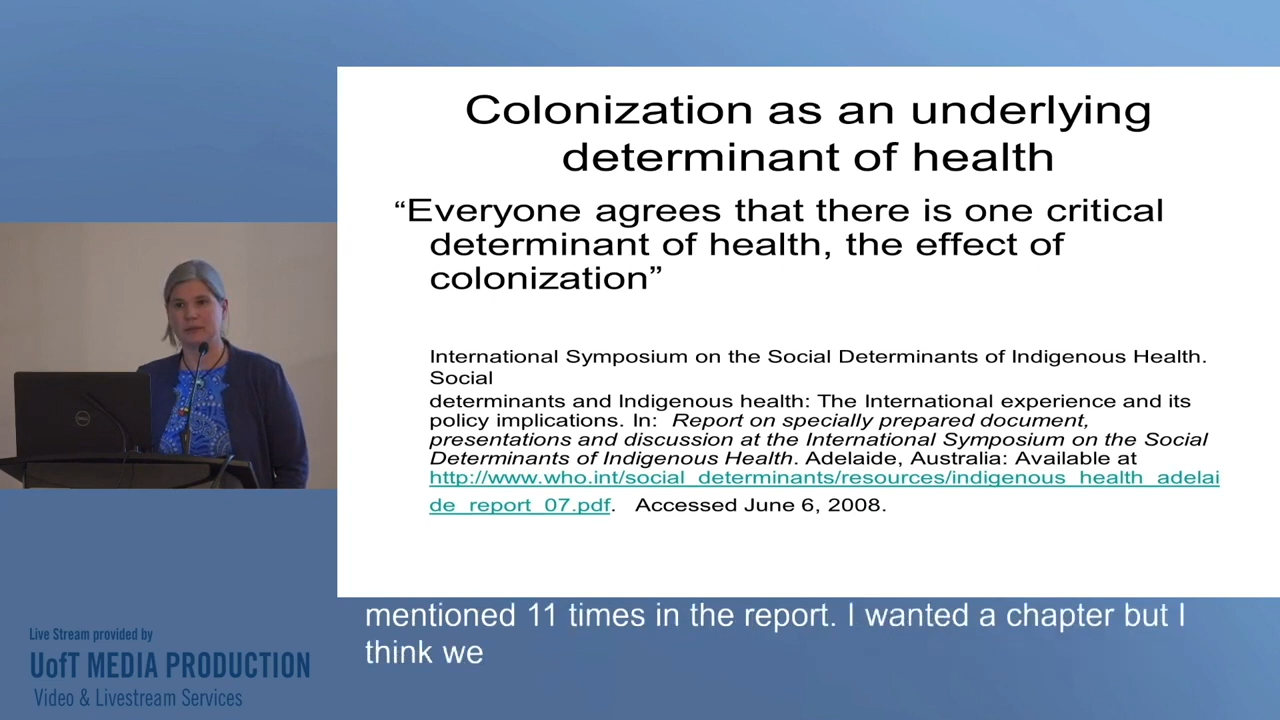 Colonization as an underlying
determinant of health
“Everyone agrees that there is one critical
determinant of health, the effect of
colonization”
International Symposium on the Social Determinants of Indigenous Health.
Social
determinants and Indigenous health: The International experience and its
policy implications. In: Report on specially prepared document,
presentations and discussion at the International Symposium on the Social
Determinants of Indigenous Health. Adelaide, Australia: Available at
http://www.who.int/social_determinants/resources/indigenous_health_adelai
de_report_07.pdf. Accessed June 6, 2008.
mentioned 11 times in the report. I wanted a chapter but I
think we
Live Stream provided by
UofT MEDIA PRODUCTION
Video & Livestream Services